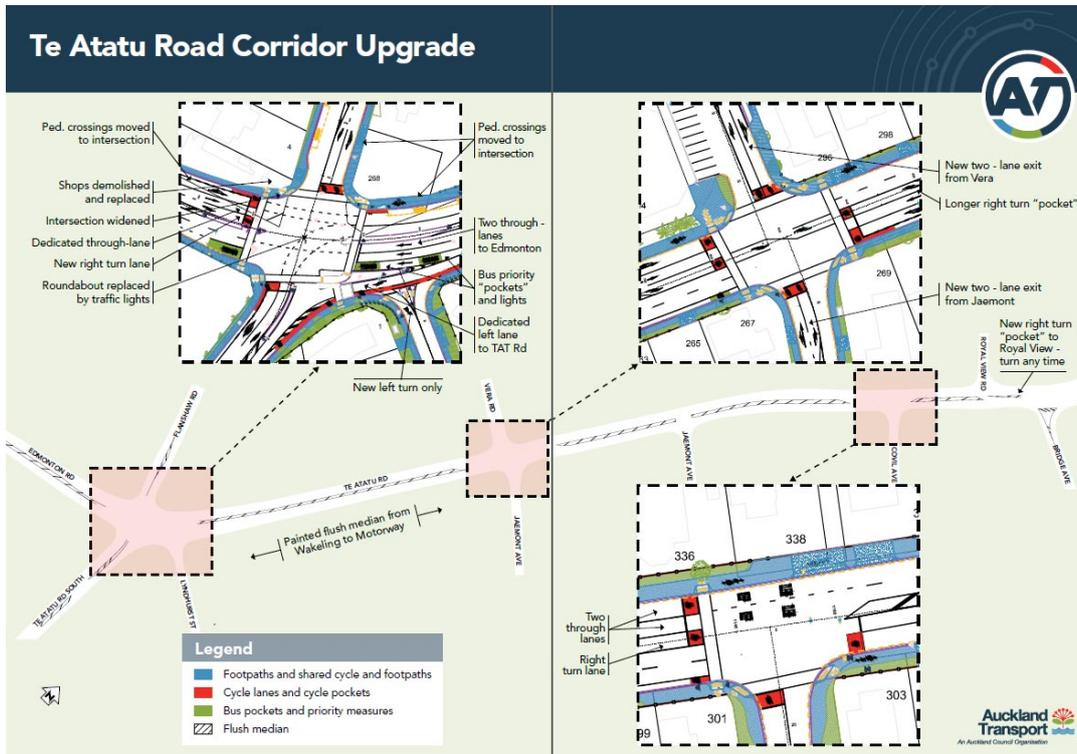 Te Atatu Road Corridor Upgrade
AT
Ped. crossings moved
to intersection
Shops demolished
and replaced
Intersection widened
Dedicated through-lane
New right turn lane
Roundabout replaced
by traffic lights
Ped. crossings
moved to
intersection
Two through -
lanes
to Edmonton
Bus priority
"pockets"
and lights
Dedicated
left lane
to TAT Rd
New left turn only
4
268
1
298
296
269
267
265
New two - lane exit
from Vera
Longer right turn "pocket"
New two - lane exit
from Jaemont
New right turn
"pocket" to
Royal View -
turn any time
EDMONTON RD
FLANSHAW RD
VERA RD
ROYAL VIEW RD
TE ATATU RD
JAEMONT AVE
COVIL AVE
BRIDGE AVE
Painted flush median from
Wakeling to Motorway
JAEMONT AVE
TE ATATU RD SOUTH
LYNDHURST ST
336
338
Two
through
lanes
Right
turn lane
301
303
99
Legend
Footpaths and shared cycle and footpaths
Cycle lanes and cycle pockets
Bus pockets and priority measures
Flush median
N
Auckland
Transport
An Auckland Council Organisation